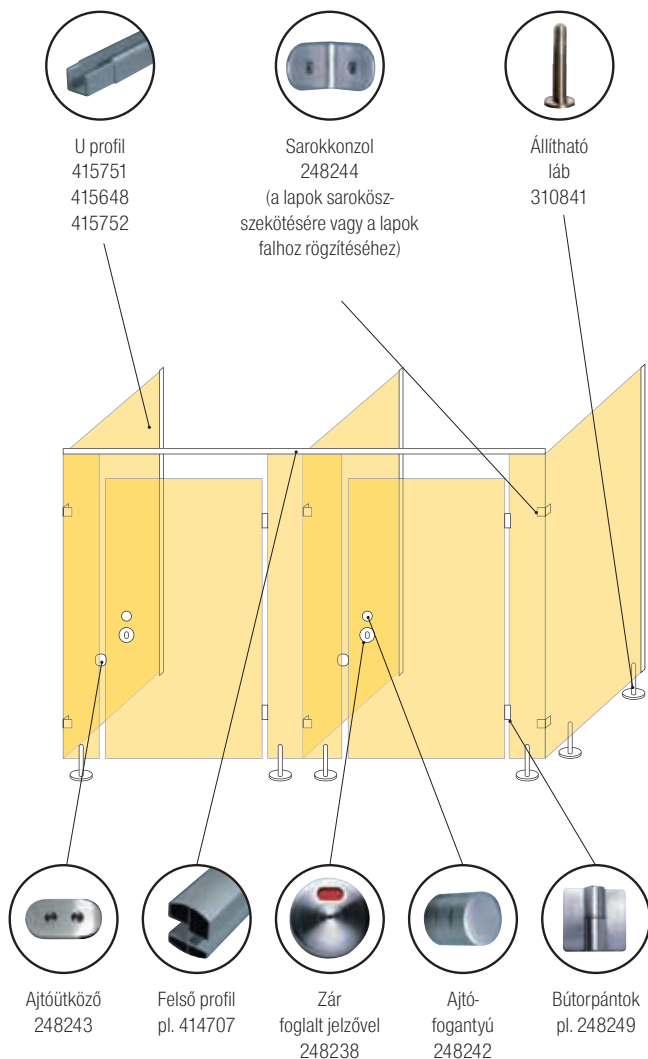 U profil
415751
415648
415752
Sarokkonzol
248244
(a lapok sarokösz-
szekötésére vagy a lapok
falhoz rögzítéséhez)
Állítható
láb
310841
Ajtóütköző
248243
Felső profil
pl. 414707
Zár
foglalt jelzővel
248238
Ajtó-
fogantyú
248242
Bútorpántok
pl. 248249